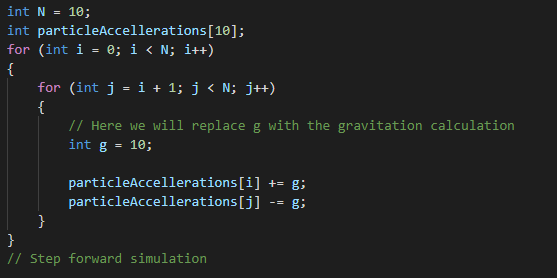 int N = 10;
int particleAccellerations[10];
for (int i = 0; i < N; i++)
{
    for (int j = i + 1; j < N; j++)
    {
        // Here we will replace g with the gravitation calculation
        int g = 10;

        particleAccellerations[i] += g;
        particleAccellerations[j] -= g;
    }
}
// Step forward simulation